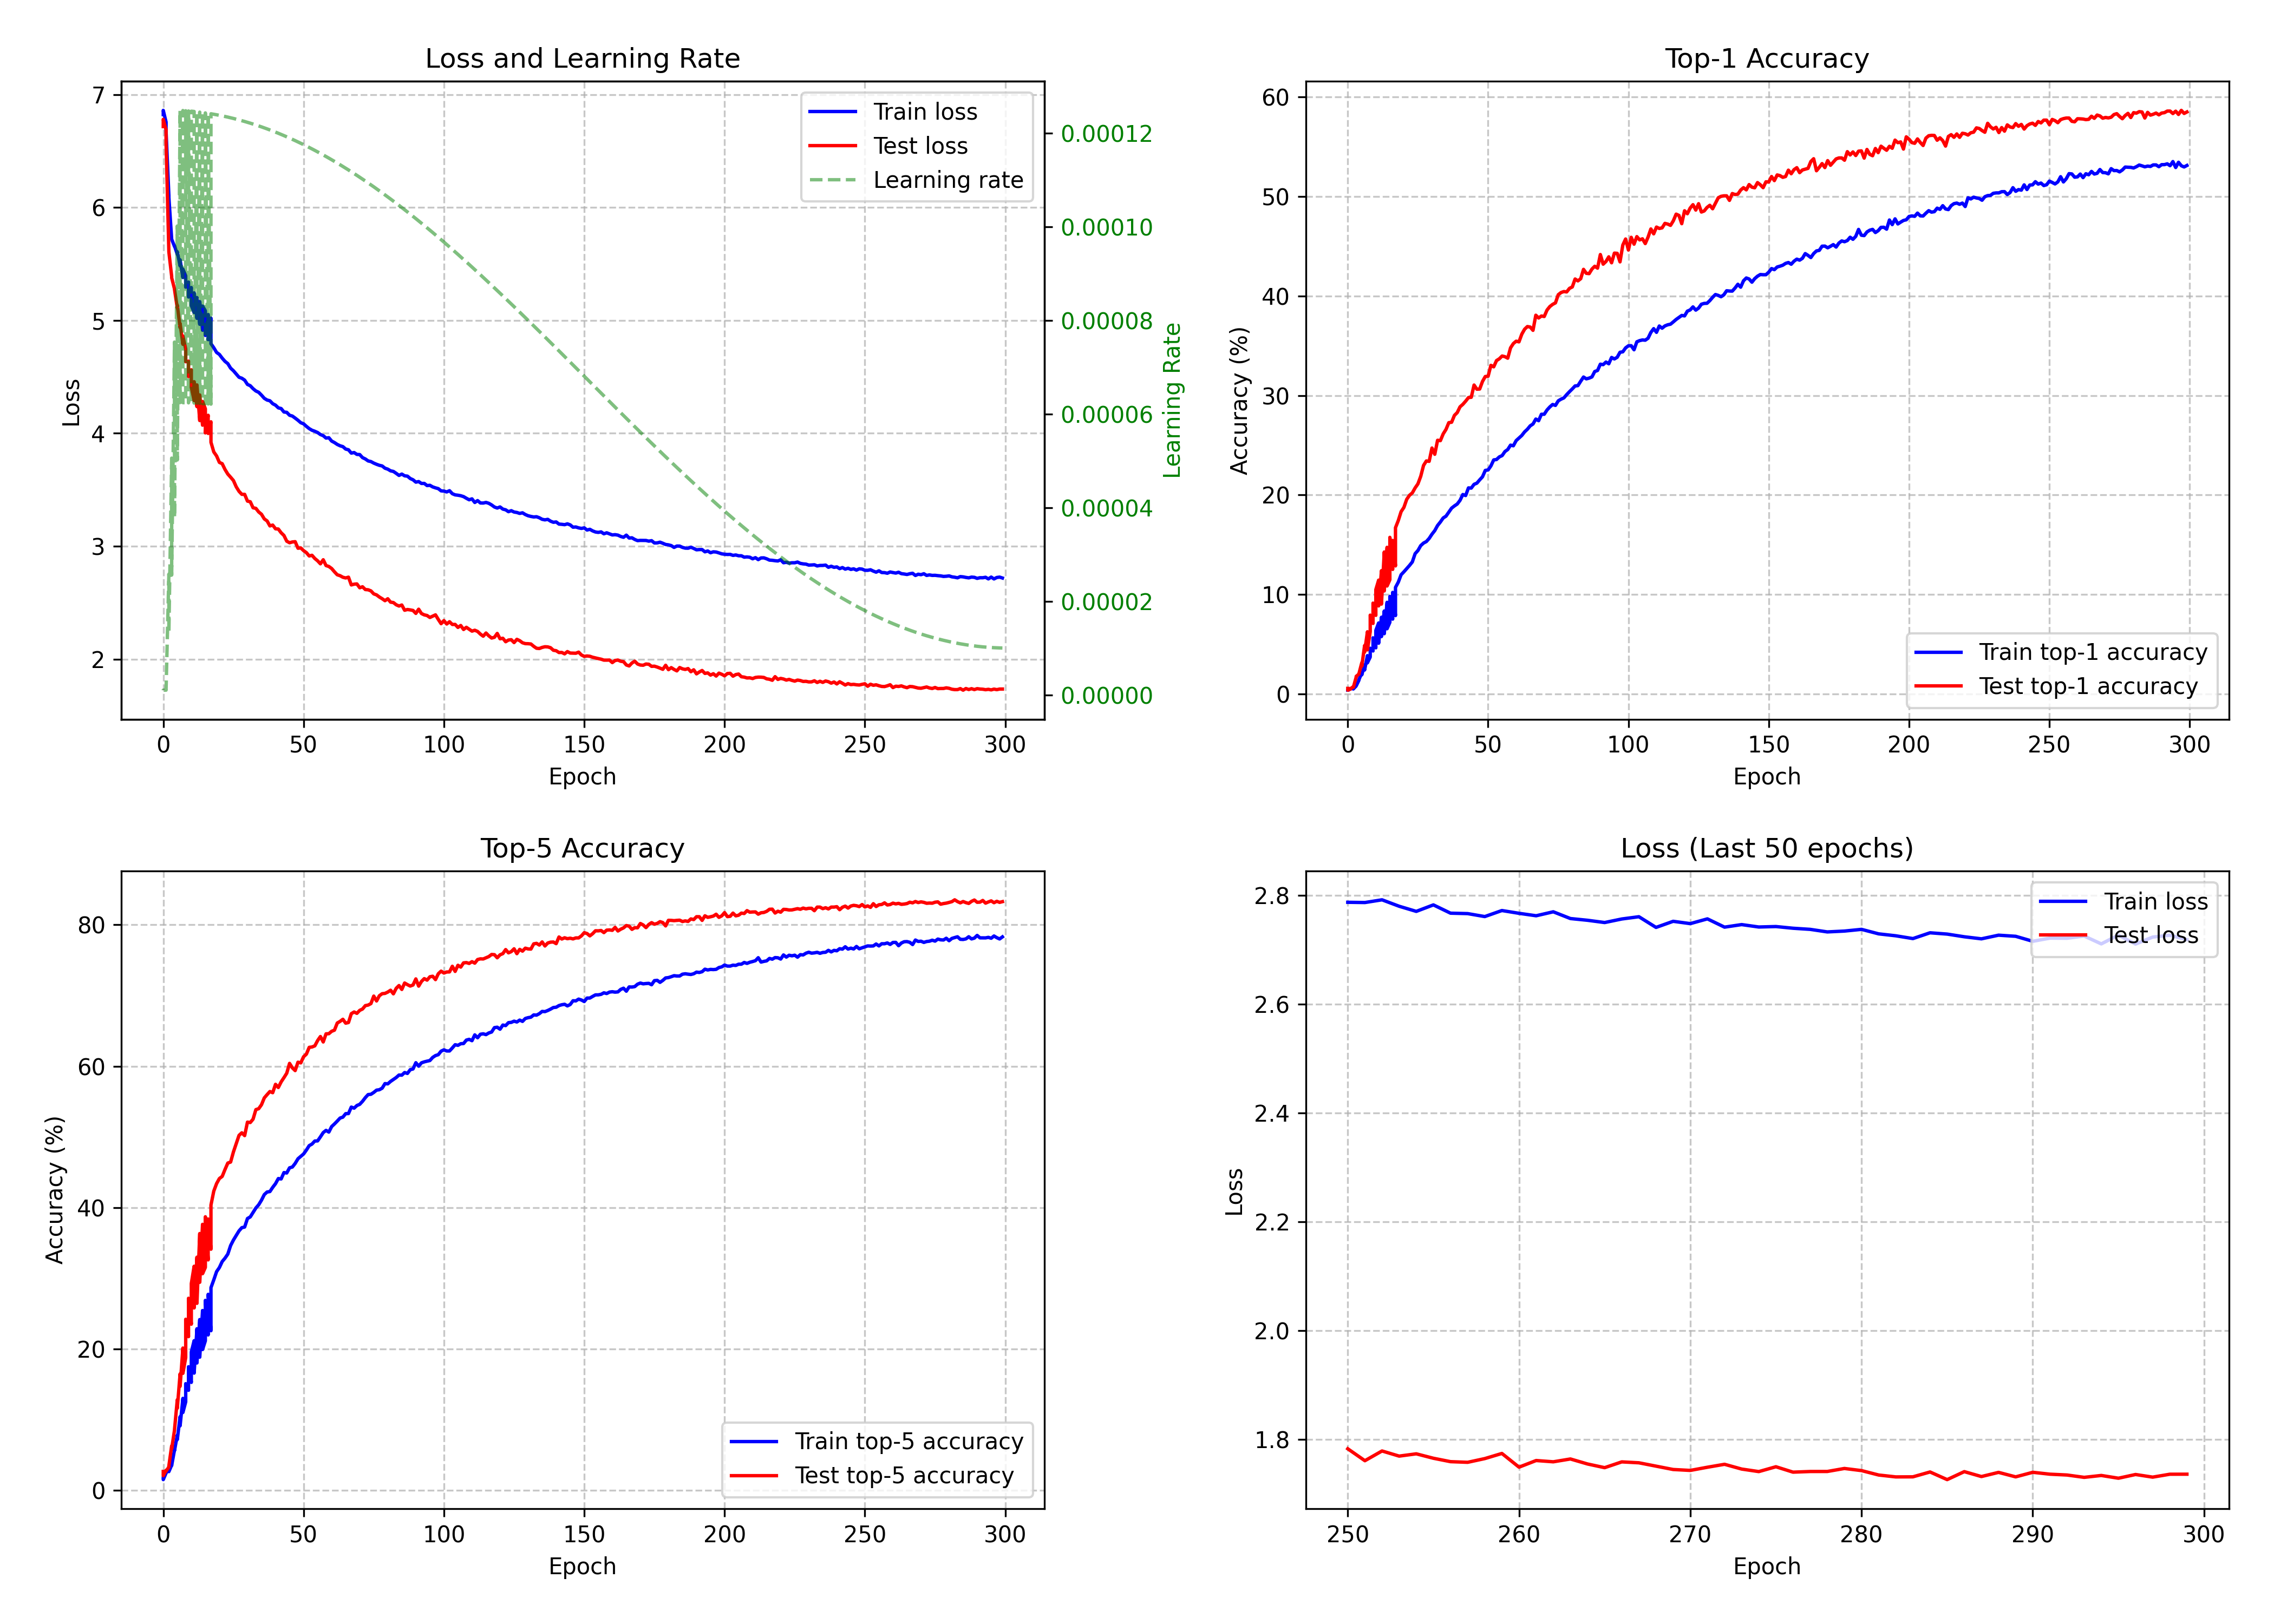 Loss and Learning Rate
7
6
5
4
3
2
Loss
0.00012
0.00010
0.00008
0.00006
0.00004
0.00002
0.00000
Learning Rate
Train loss
Test loss
Learning rate
0 50 100 150 200 250 300
Epoch
Top-1 Accuracy
60
50
40
30
20
10
0
Accuracy (%)
Train top-1 accuracy
Test top-1 accuracy
0 50 100 150 200 250 300
Epoch
Top-5 Accuracy
80
60
40
20
0
Accuracy (%)
Train top-5 accuracy
Test top-5 accuracy
0 50 100 150 200 250 300
Epoch
Loss (Last 50 epochs)
2.8
2.6
2.4
2.2
2.0
1.8
Loss
Train loss
Test loss
250 260 270 280 290 300
Epoch